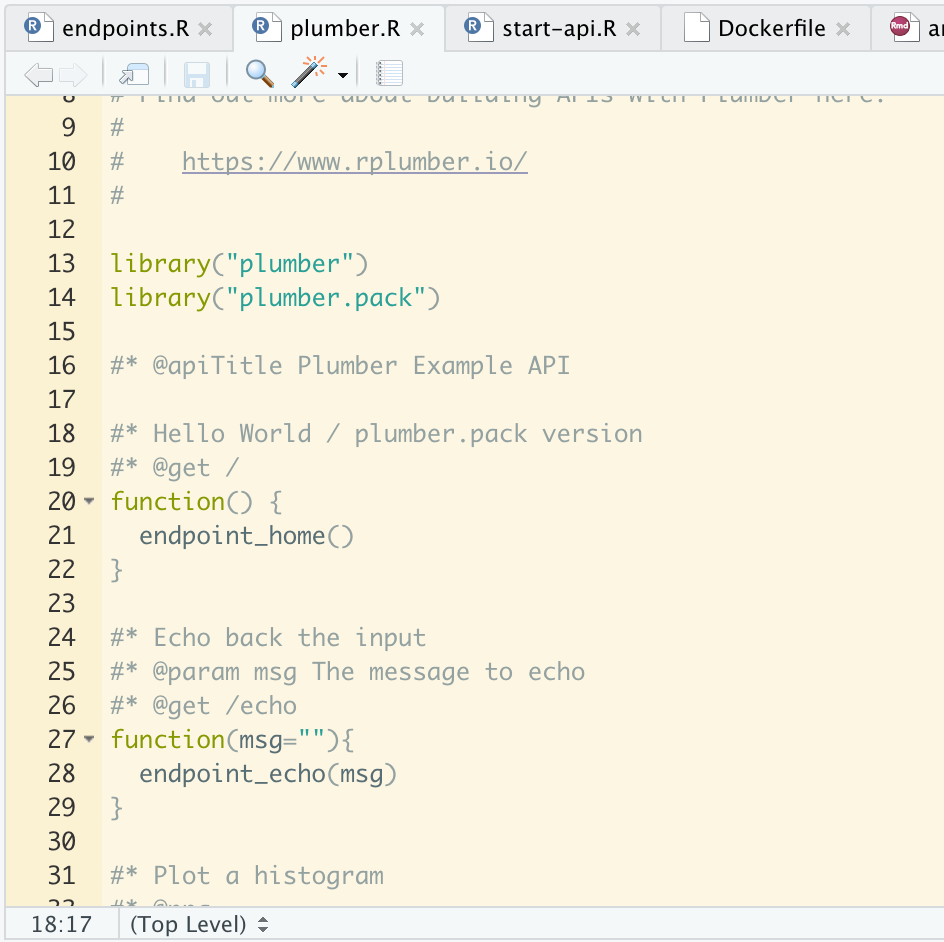 endpoints.R
plumber.R
start-api.R
Dockerfile
8 # Find out more about building APIs with Plumber here:
9 #
10 #    https://www.rplumber.io/
11 #
12
13 library("plumber")
14 library("plumber.pack")
15
16 #* @apiTitle Plumber Example API
17
18 #* Hello World / plumber.pack version
19 #* @get /
20 function() {
21   endpoint_home()
22 }
23
24 #* Echo back the input
25 #* @param msg The message to echo
26 #* @get /echo
27 function(msg=""){
28   endpoint_echo(msg)
29 }
30
31 #* Plot a histogram
18:17 (Top Level)